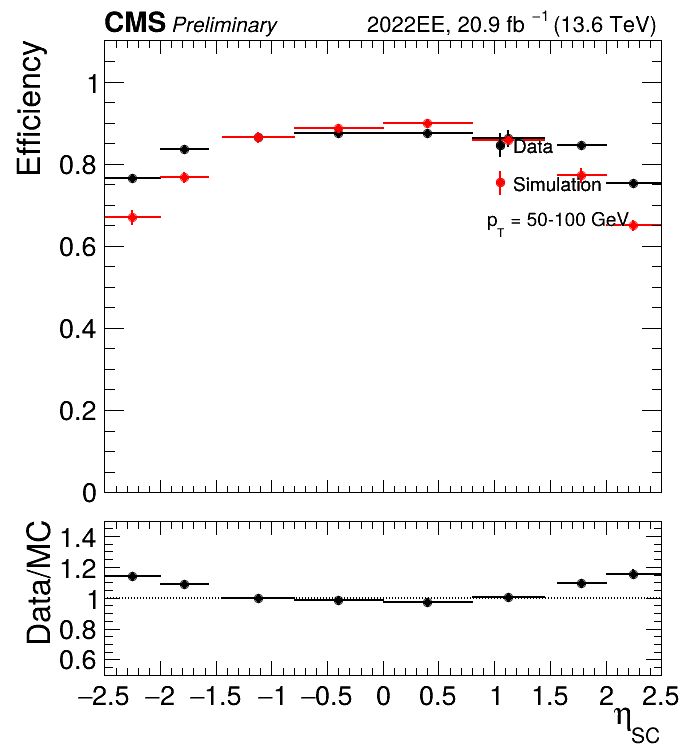 CMS Preliminary 2022EE, 20.9 fb⁻¹ (13.6 TeV)
Efficiency
1
0.8
0.6
0.4
0.2
0
Data
Simulation
p_T = 50-100 GeV
Data/MC
1.4
1.2
1
0.8
0.6
−2.5 −2 −1.5 −1 −0.5 0 0.5 1 1.5 2 2.5
η_SC